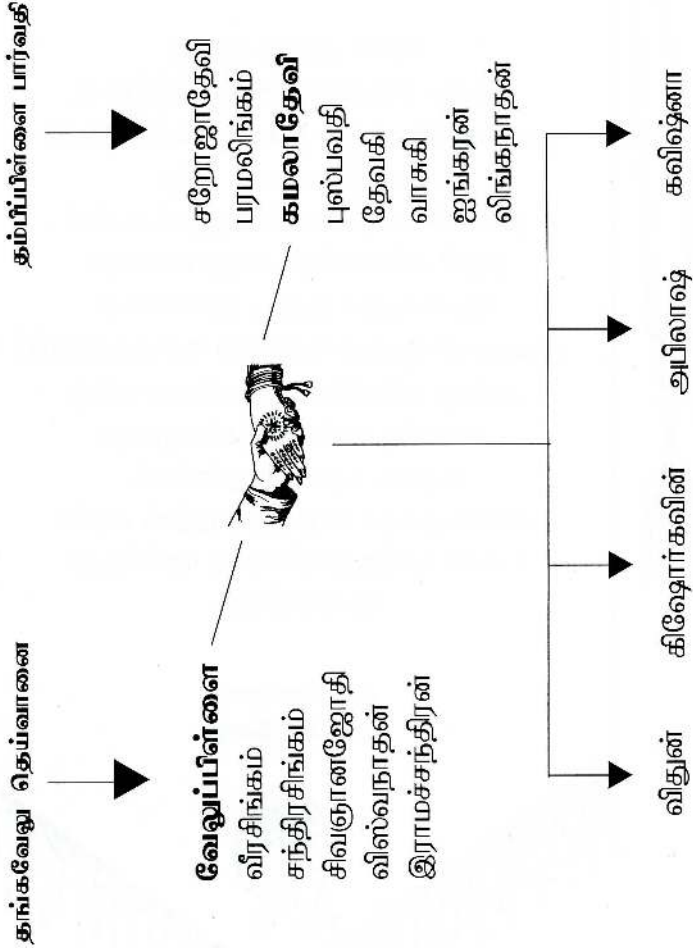 தங்கவேலு தெய்வானை
தம்பிப்பிள்ளை பார்வதி
வேலுப்பிள்ளை
வீரசிங்கம்
சந்திரசிங்கம்
சிவஞானஜோதி
விஸ்வநாதன்
இராமச்சந்திரன்
சறோஜாதேவி
பரமலிங்கம்
கமலாதேவி
புஸ்பவதி
தேவகி
வாசுகி
ஐங்கரன்
லிங்கநாதன்
விதுன்
கிஷோர்கவின்
அபிலாஷ்
கவிஷ்னா